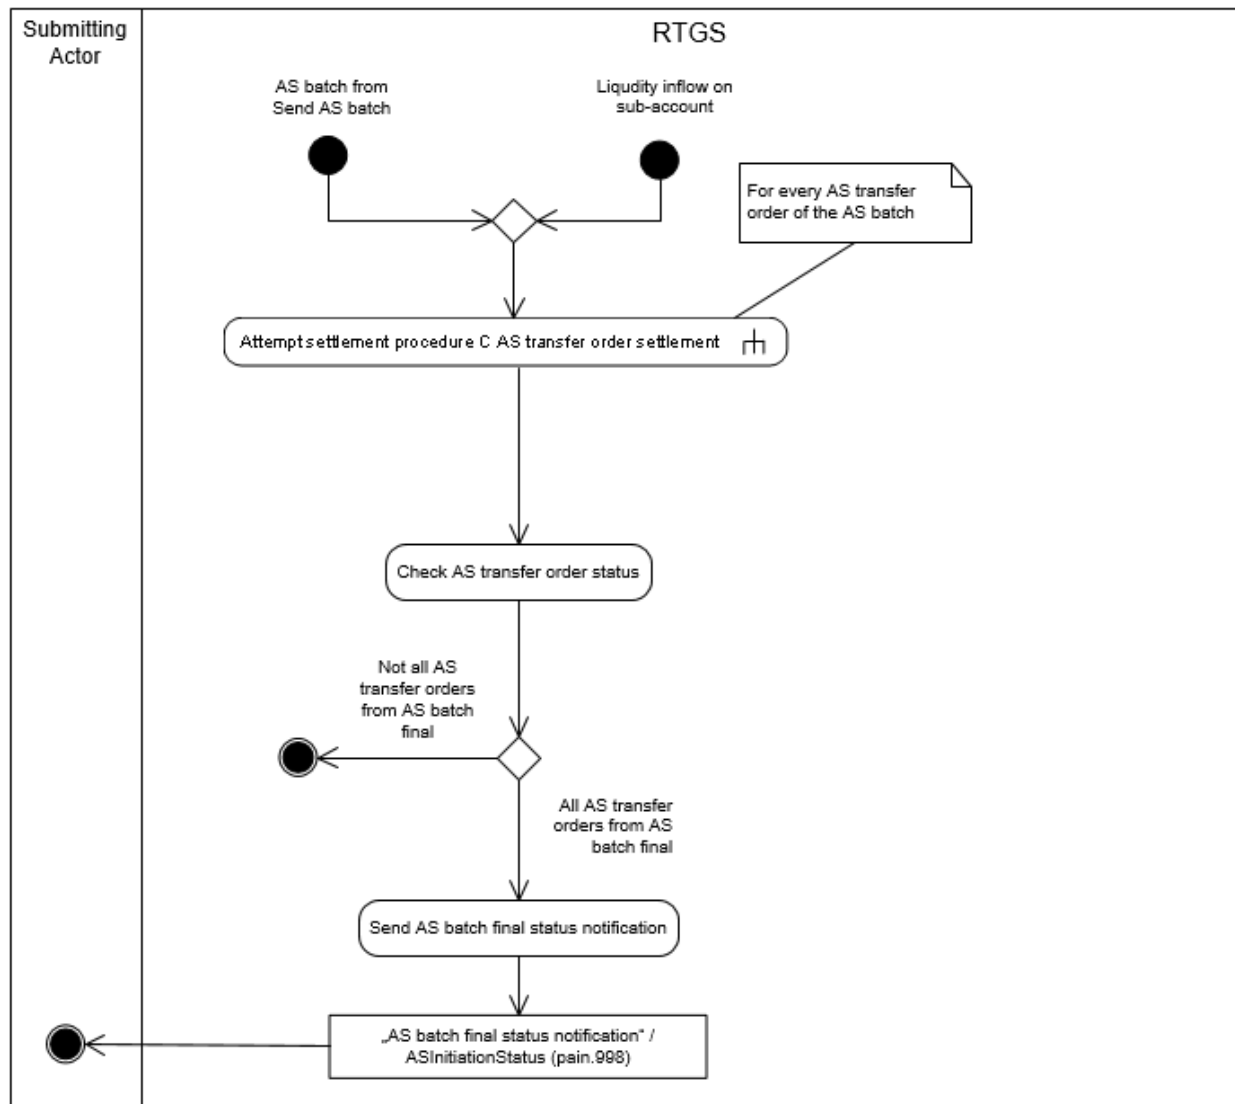 Submitting
Actor
RTGS
AS batch from
Send AS batch
Liqudity inflow on
sub-account
For every AS transfer
order of the AS batch
Attempt settlement procedure C AS transfer order settlement
Check AS transfer order status
Not all AS
transfer orders
from AS batch
final
All AS transfer
orders from AS
batch final
Send AS batch final status notification
„AS batch final status notification“ /
ASInitiationStatus (pain.998)